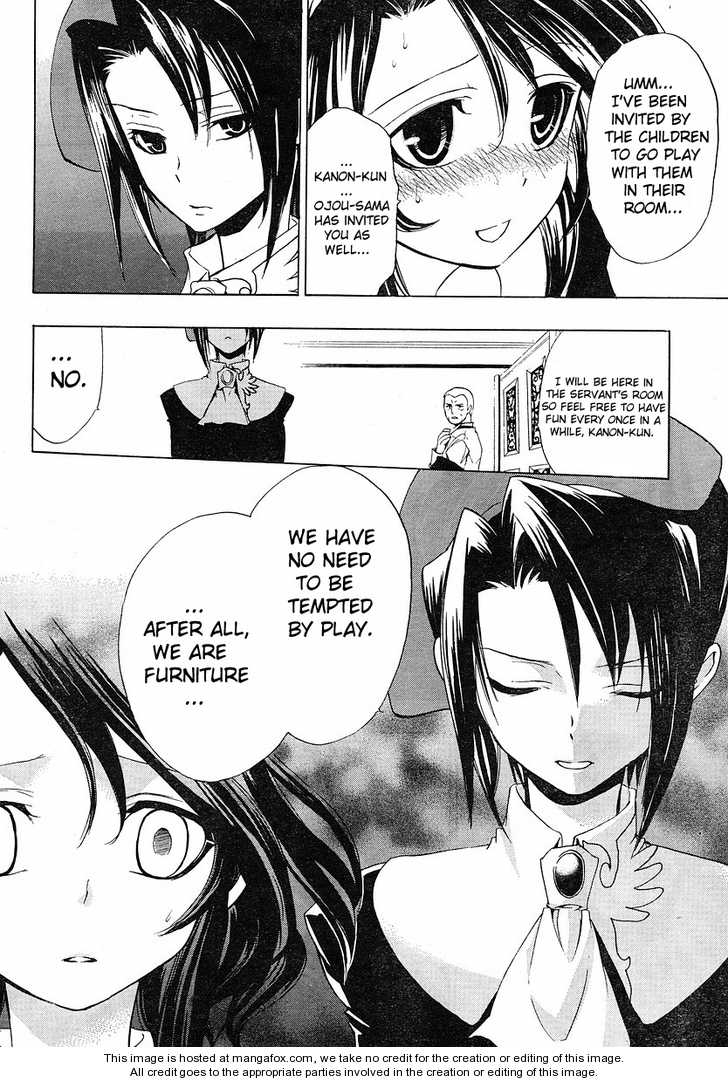 UMM...
I'VE BEEN
INVITED BY
THE CHILDREN
TO GO PLAY
WITH THEM
IN THEIR
ROOM...
...
KANON-KUN
...
OJOU-SAMA
HAS INVITED
YOU AS
WELL...
I WILL BE HERE IN
THE SERVANT'S ROOM
SO FEEL FREE TO HAVE
FUN EVERY ONCE IN A
WHILE, KANON-KUN.
...
NO.
WE HAVE
NO NEED
TO BE
TEMPTED
BY PLAY.
...
AFTER ALL,
WE ARE
FURNITURE
...
This image is hosted at mangafox.com, we take no credit for the creation or editing of this image.
All credit goes to the appropriate parties involved in the creation or editing of this image.